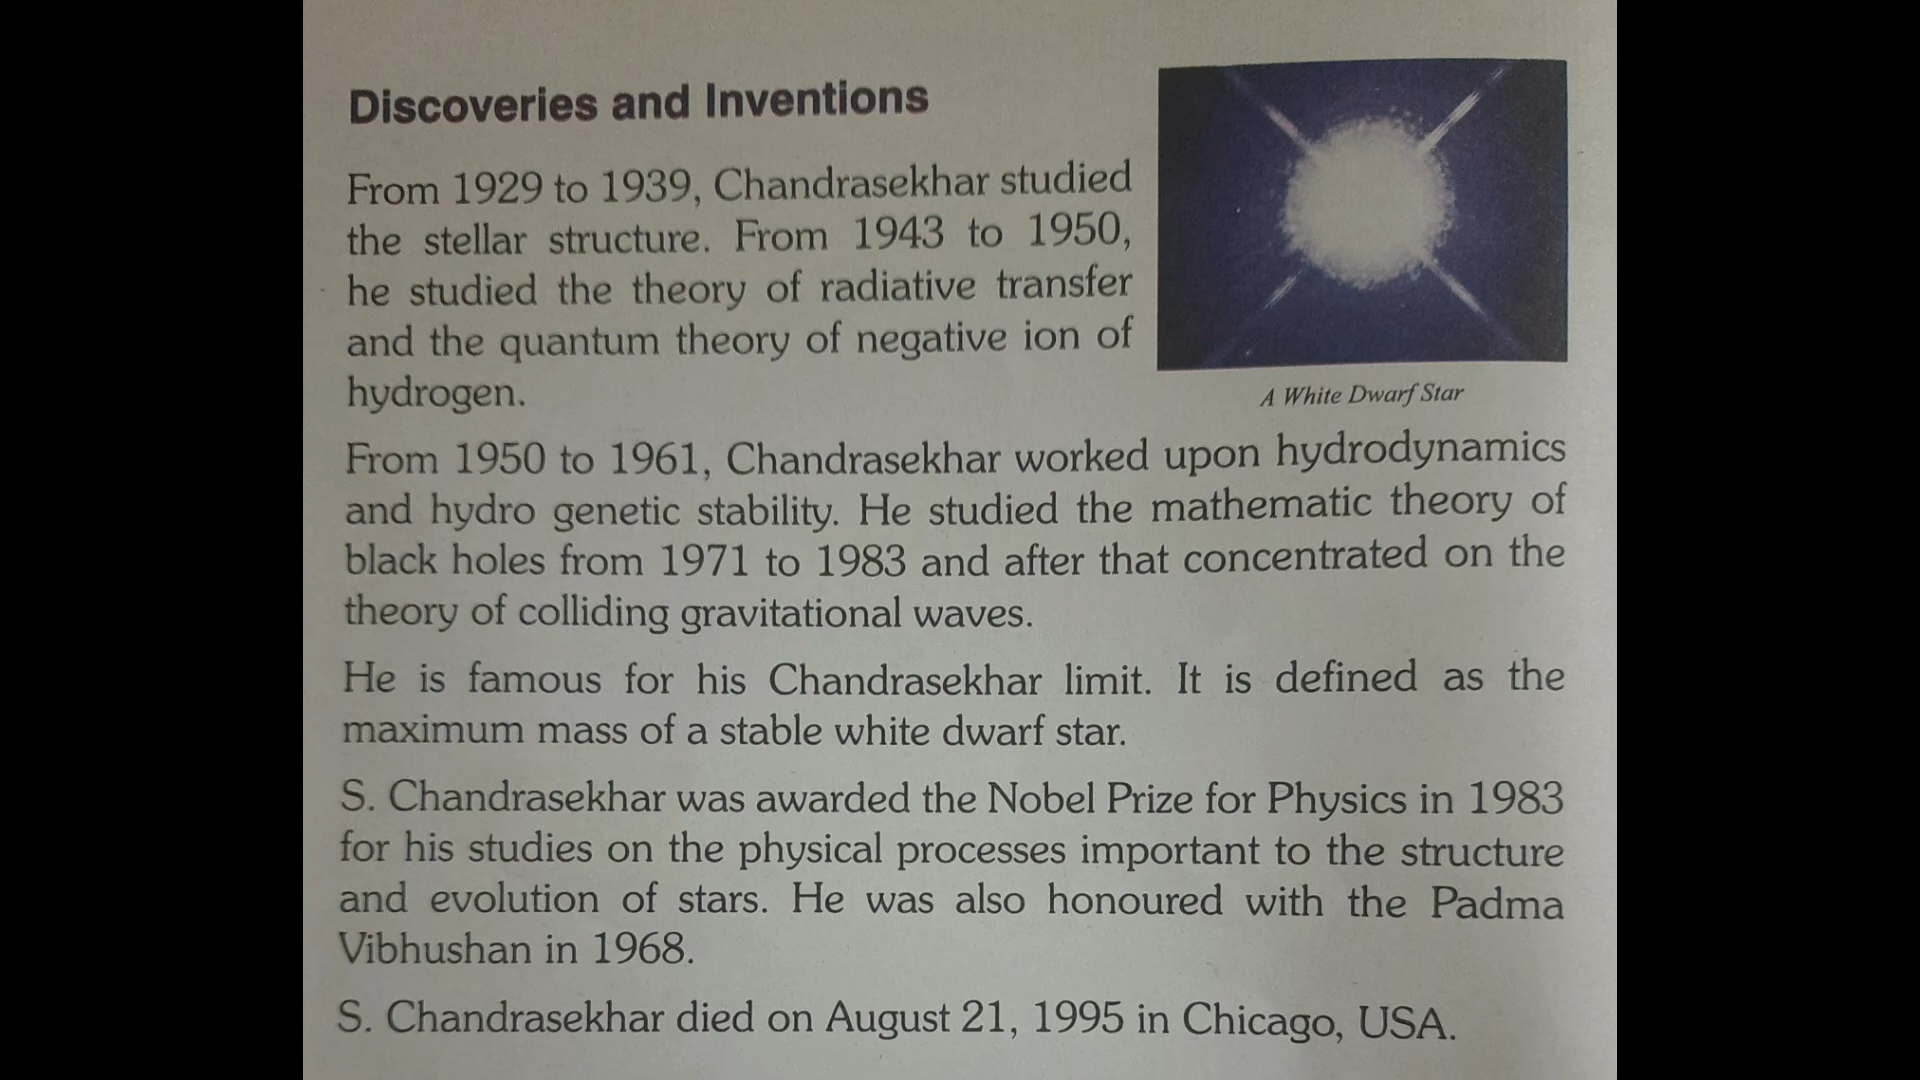 Discoveries and Inventions
From 1929 to 1939, Chandrasekhar studied
the stellar structure. From 1943 to 1950,
he studied the theory of radiative transfer
and the quantum theory of negative ion of
hydrogen.
A White Dwarf Star
From 1950 to 1961, Chandrasekhar worked upon hydrodynamics
and hydro genetic stability. He studied the mathematic theory of
black holes from 1971 to 1983 and after that concentrated on the
theory of colliding gravitational waves.
He is famous for his Chandrasekhar limit. It is defined as the
maximum mass of a stable white dwarf star.
S. Chandrasekhar was awarded the Nobel Prize for Physics in 1983
for his studies on the physical processes important to the structure
and evolution of stars. He was also honoured with the Padma
Vibhushan in 1968.
S. Chandrasekhar died on August 21, 1995 in Chicago, USA.